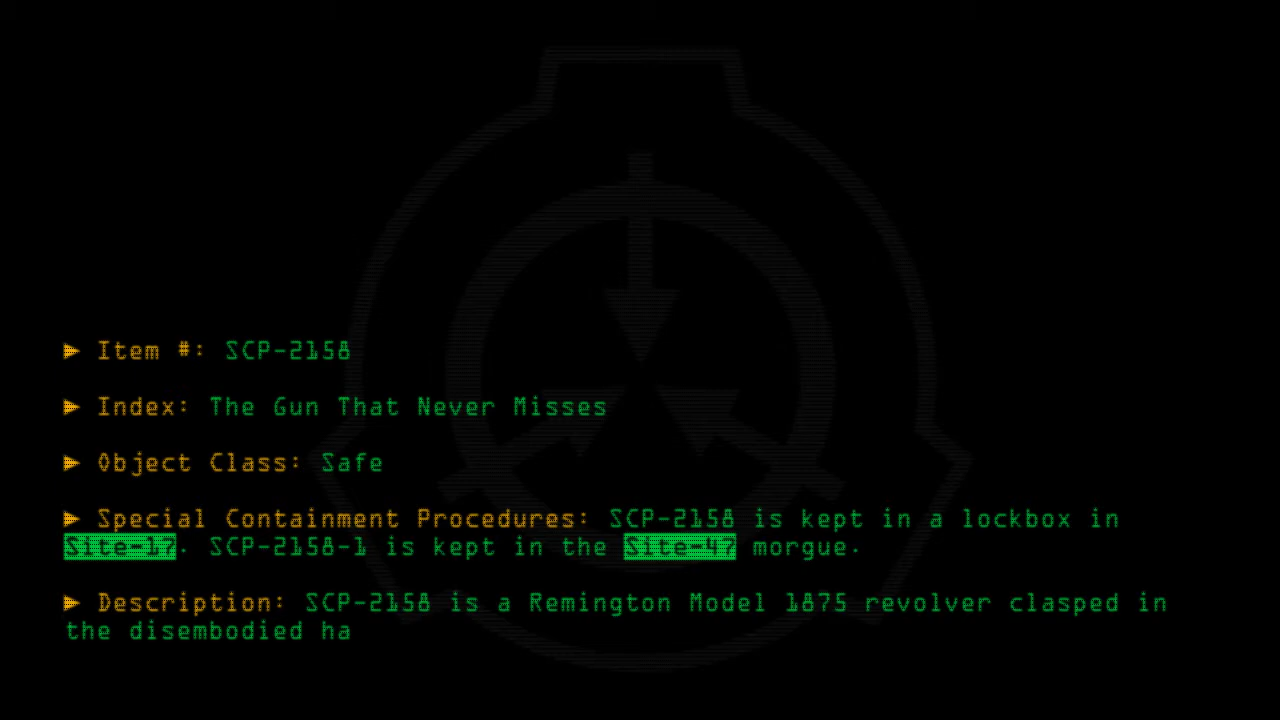 ► Item #: SCP-2158
► Index: The Gun That Never Misses
► Object Class: Safe
► Special Containment Procedures: SCP-2158 is kept in a lockbox in
Site-17. SCP-2158-1 is kept in the Site-47 morgue.
► Description: SCP-2158 is a Remington Model 1875 revolver clasped in
the disembodied ha